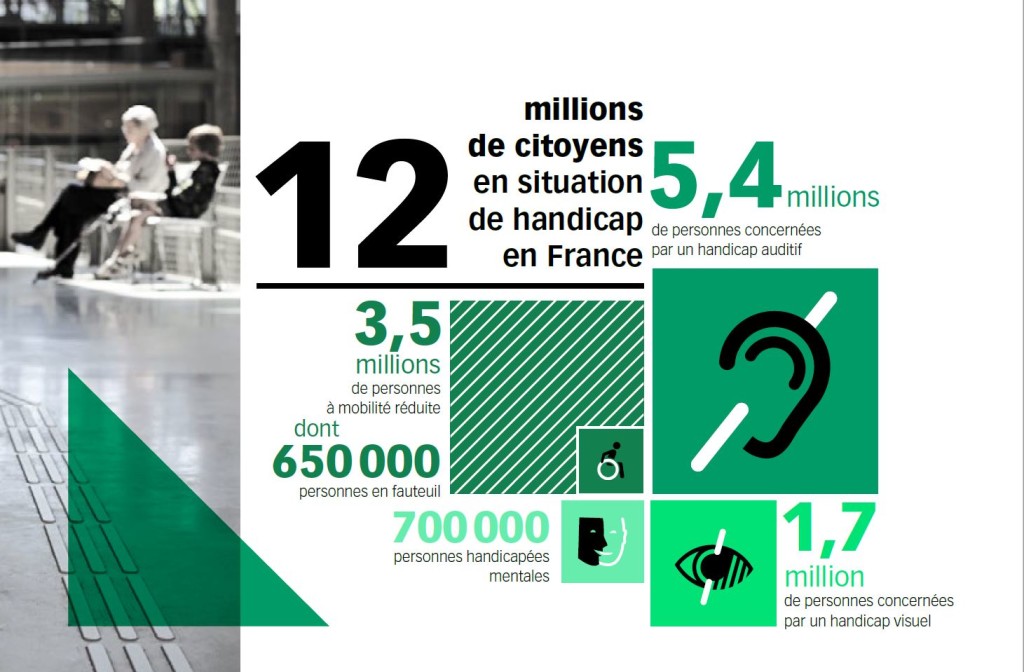 12
millions
de citoyens
en situation
de handicap
en France
5,4 millions
de personnes concernées
par un handicap auditif
3,5
millions
de personnes
à mobilité réduite
dont
650 000
personnes en fauteuil
700 000
personnes handicapées
mentales
1,7
million
de personnes concernées
par un handicap visuel